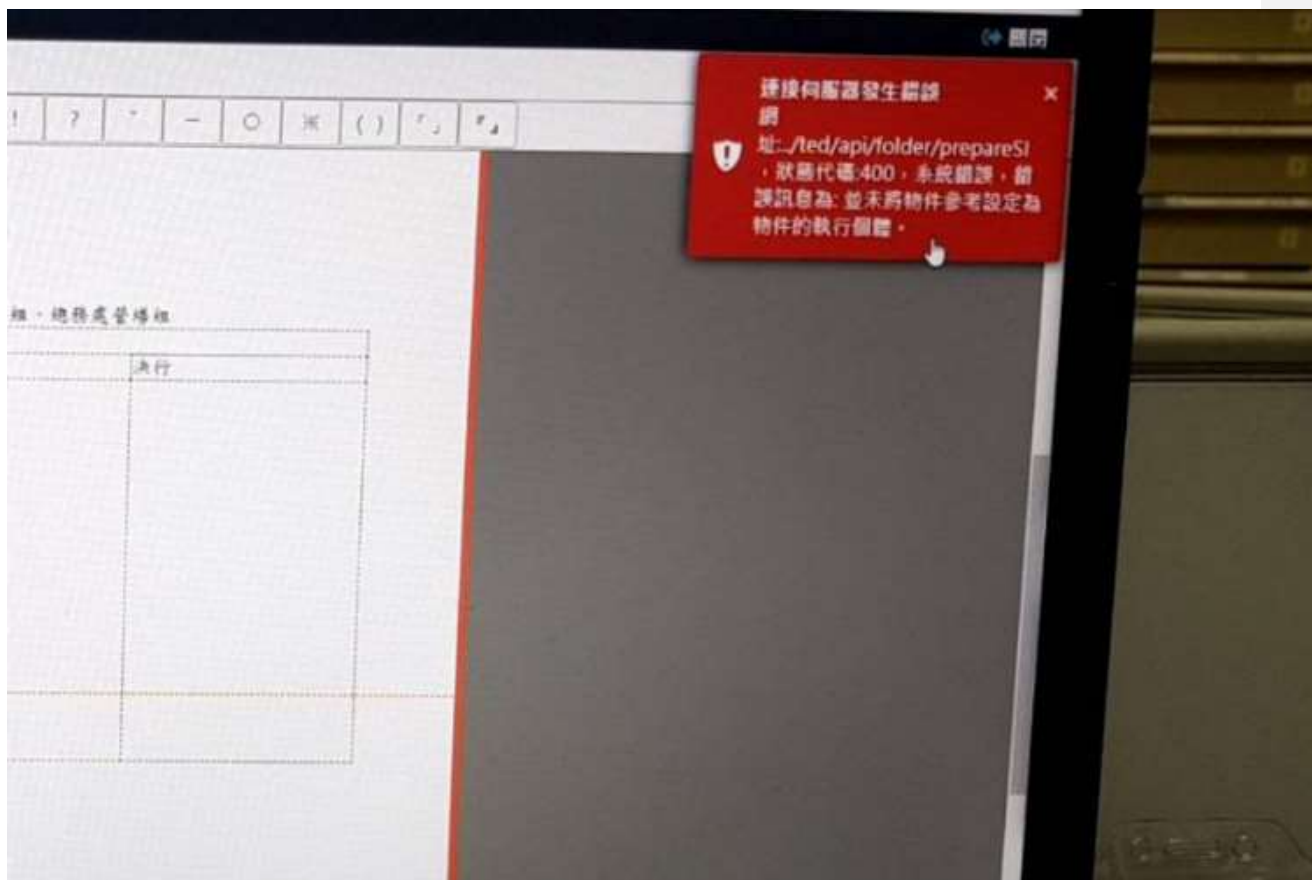 連接伺服器發生錯誤
網
址:../ted/api/folder/prepareSI
，狀態代碼:400，系統錯誤，錯
誤訊息為: 並未將物件參考設定為
物件的執行個體。
! ? ー ○ ※ ( ) 「」 『』
組、總務處營繕組
決行